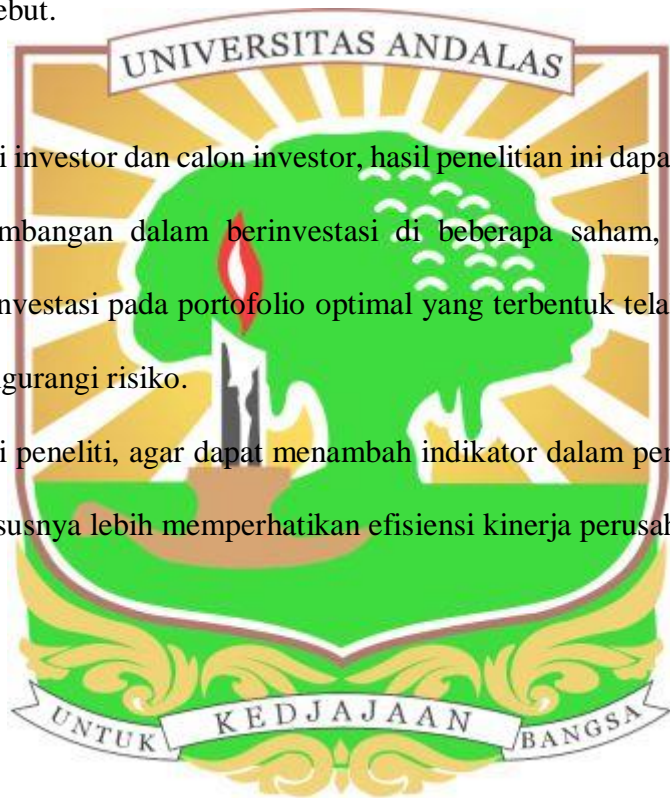 ebut.
UNIVERSITAS ANDALAS
i investor dan calon investor, hasil penelitian ini dapa
mbangan dalam berinvestasi di beberapa saham,
nvestasi pada portofolio optimal yang terbentuk tela
gurangi risiko.
i peneliti, agar dapat menambah indikator dalam per
ususnya lebih memperhatikan efisiensi kinerja perusah
UNTUK KEDJAJAAN BANGSA